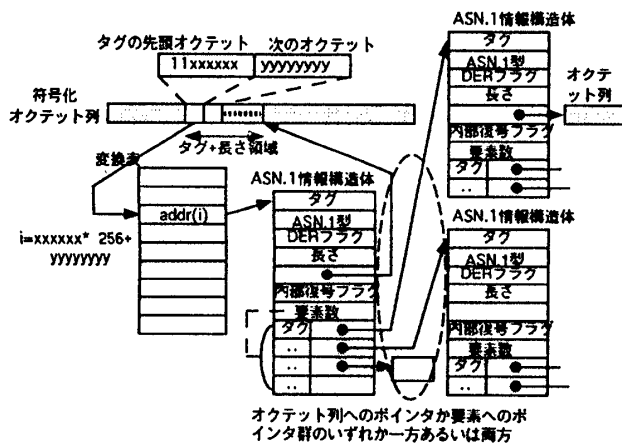 タグの先頭オクテット 次のオクテット
11xxxxxx yyyyyyyy
符号化
オクテット列
タグ+長さ領域
変換表
addr(i)
i=xxxxxx* 256+
yyyyyyyy
ASN.1情報構造体
タグ
ASN.1型
DERフラグ
長さ
内部復号フラグ
要素数
タグ
..
..
..
ASN.1情報構造体
タグ
ASN.1型
DERフラグ
長さ
内部復号フラグ
要素数
タグ
..
オクテ
ット列
ASN.1情報構造体
タグ
ASN.1型
DERフラグ
長さ
内部復号フラグ
要素数
タグ
..
オクテット列へのポインタか要素へのポ
インタ群のいずれか一方あるいは両方